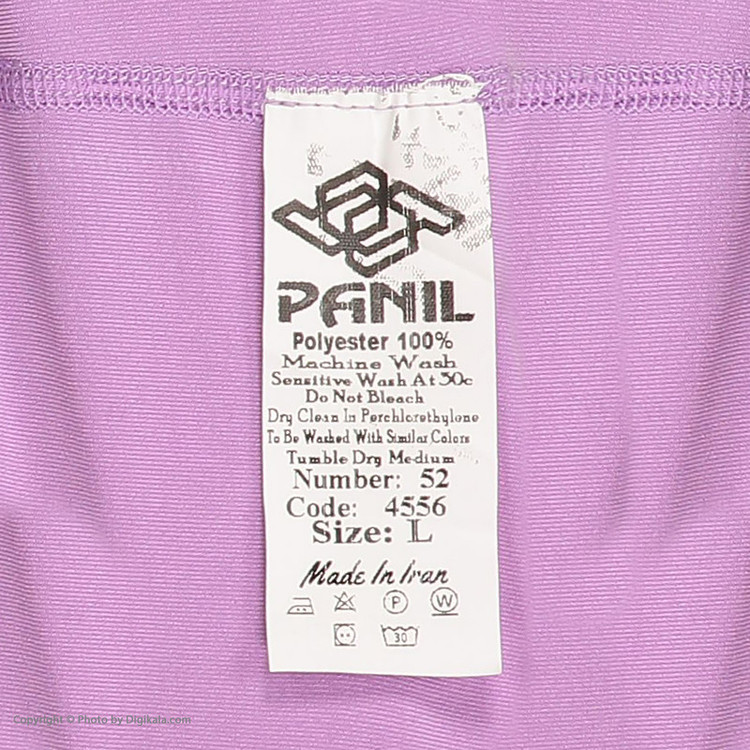 PANIL
Polyester 100%
Machine Wash
Sensitive Wash At 30c
Do Not Bleach
Dry Clean In Perchlorethylene
To Be Washed With Similar Colors
Tumble Dry Medium
Number: 52
Code: 4556
Size: L
Made In Iran
P W
30
Copyright © Photo by Digikala.com